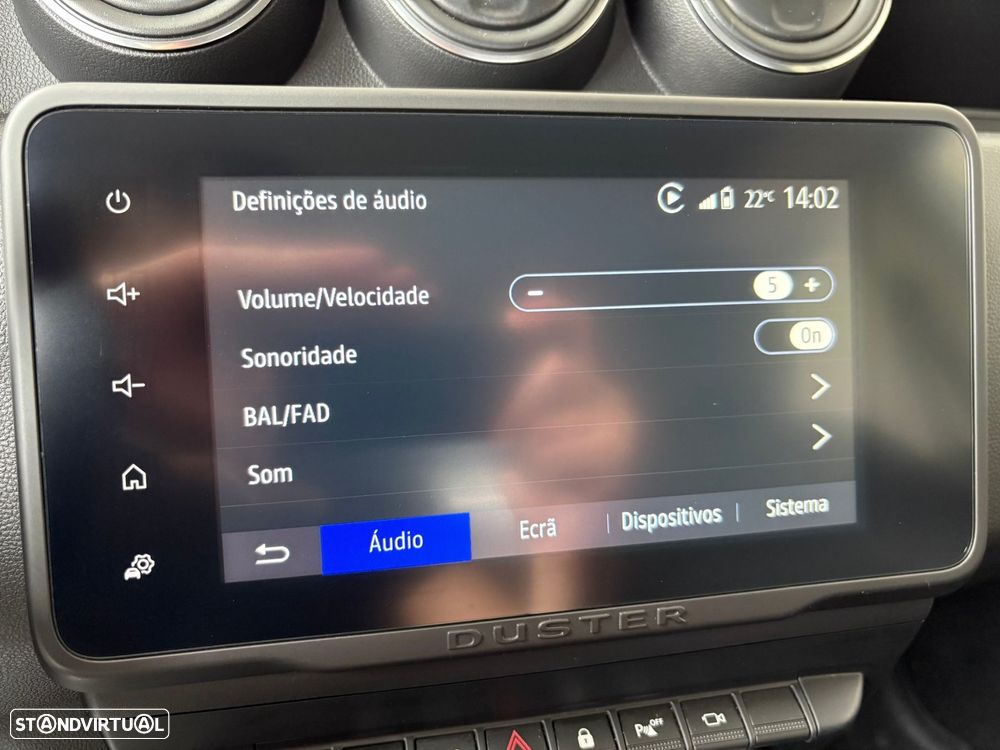 Definições de áudio 22°C 14:02
Volume/Velocidade − 5 +
Sonoridade On
BAL/FAD
Som
Áudio Ecrã Dispositivos Sistema
DUSTER
OFF
STANDVIRTUAL